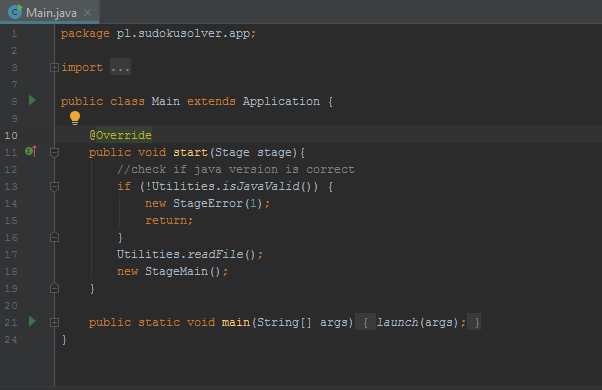 Main.java
1 package pl.sudokusolver.app;
2
3 import ...
7
8 public class Main extends Application {
9
10 @Override
11 public void start(Stage stage){
12 //check if java version is correct
13 if (!Utilities.isJavaValid()) {
14 new StageError(1);
15 return;
16 }
17 Utilities.readFile();
18 new StageMain();
19 }
20
21 public static void main(String[] args) { launch(args); }
24 }